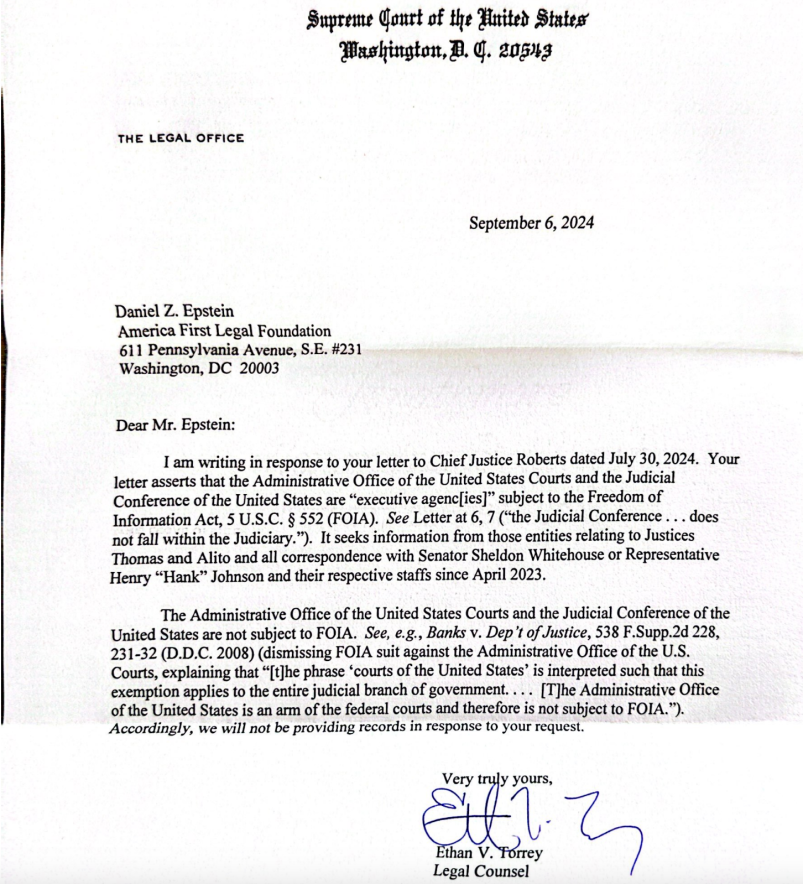 Supreme Court of the United States
Washington, D. C. 20543
THE LEGAL OFFICE
September 6, 2024
Daniel Z. Epstein
America First Legal Foundation
611 Pennsylvania Avenue, S.E. #231
Washington, DC 20003
Dear Mr. Epstein:
I am writing in response to your letter to Chief Justice Roberts dated July 30, 2024. Your
letter asserts that the Administrative Office of the United States Courts and the Judicial
Conference of the United States are “executive agenc[ies]” subject to the Freedom of
Information Act, 5 U.S.C. § 552 (FOIA). See Letter at 6, 7 (“the Judicial Conference . . . does
not fall within the Judiciary.”). It seeks information from those entities relating to Justices
Thomas and Alito and all correspondence with Senator Sheldon Whitehouse or Representative
Henry “Hank” Johnson and their respective staffs since April 2023.
The Administrative Office of the United States Courts and the Judicial Conference of the
United States are not subject to FOIA. See, e.g., Banks v. Dep’t of Justice, 538 F.Supp.2d 228,
231-32 (D.D.C. 2008) (dismissing FOIA suit against the Administrative Office of the U.S.
Courts, explaining that “[t]he phrase ‘courts of the United States’ is interpreted such that this
exemption applies to the entire judicial branch of government. . . . [T]he Administrative Office
of the United States is an arm of the federal courts and therefore is not subject to FOIA.”).
Accordingly, we will not be providing records in response to your request.
Very truly yours,
Ethan V. Torrey
Legal Counsel